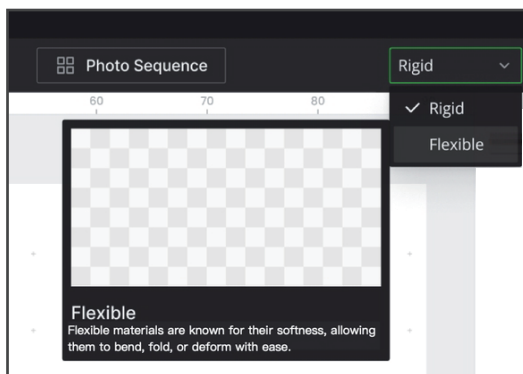 Photo Sequence
Rigid
60 70 80
Rigid
Flexible
Flexible
Flexible materials are known for their softness, allowing
them to bend, fold, or deform with ease.